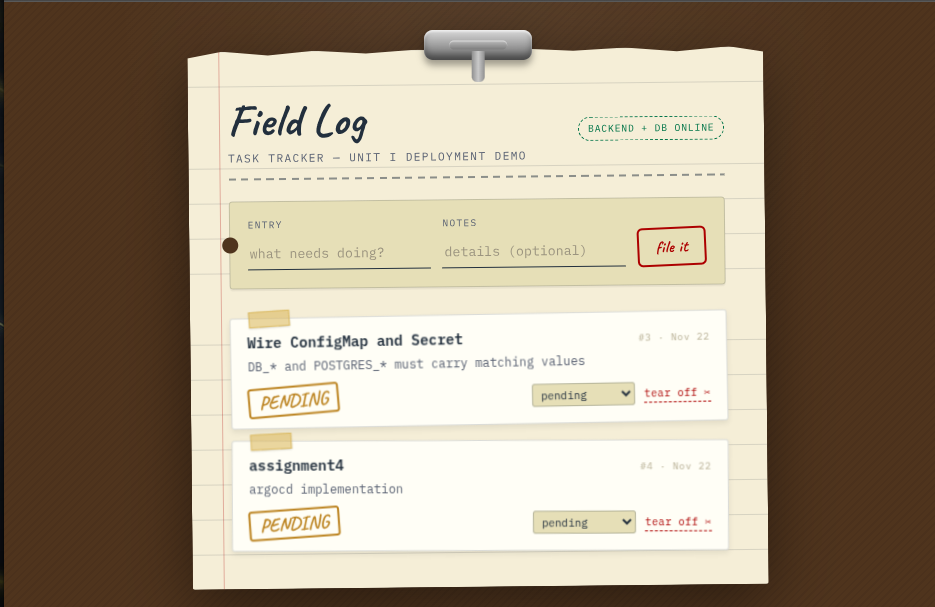 Field Log
BACKEND + DB ONLINE
TASK TRACKER — UNIT I DEPLOYMENT DEMO
ENTRY
NOTES
what needs doing?
details (optional)
file it
Wire ConfigMap and Secret
#3 · Nov 22
DB_* and POSTGRES_* must carry matching values
PENDING
pending
tear off ✂
assignment4
#4 · Nov 22
argocd implementation
PENDING
pending
tear off ✂